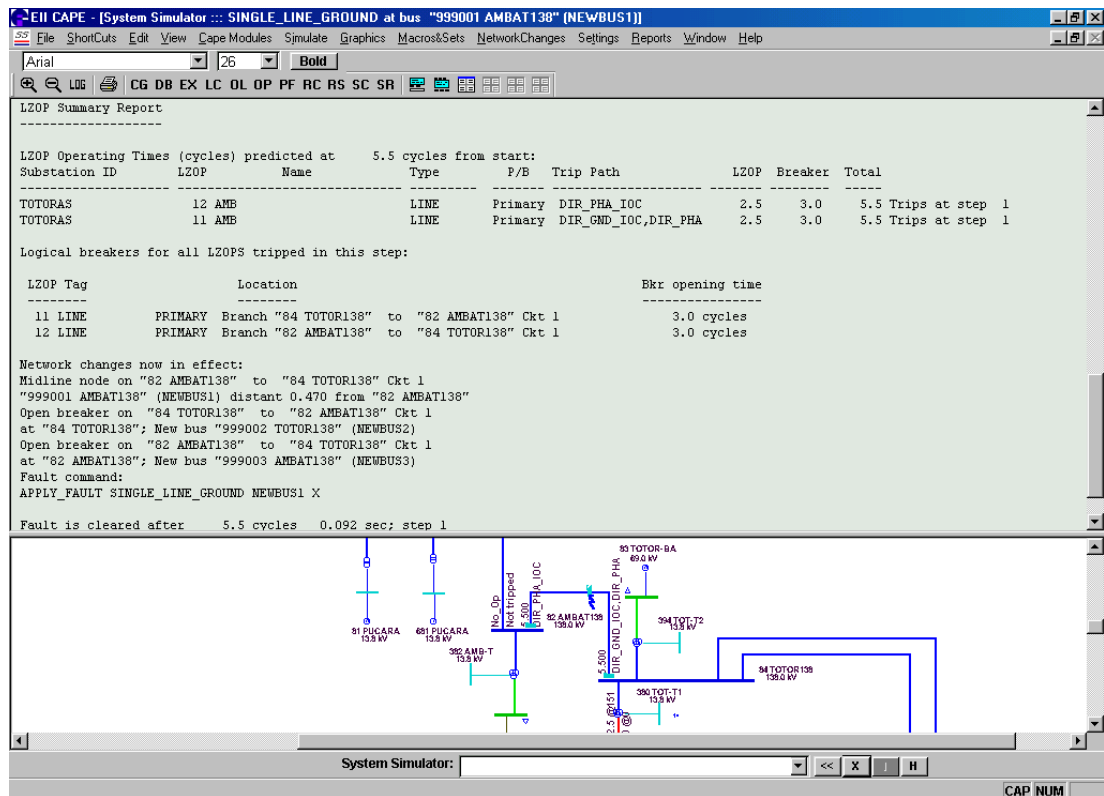 EII CAPE - [System Simulator ::: SINGLE_LINE_GROUND at bus "999001 AMBAT138" (NEWBUS1)]
SS File ShortCuts Edit View Cape Modules Simulate Graphics Macros&Sets NetworkChanges Settings Reports Window Help
Arial 26 Bold
LOG CG DB EX LC OL OP PF RC RS SC SR
LZOP Summary Report
-------------------
LZOP Operating Times (cycles) predicted at 5.5 cycles from start:
Substation ID LZOP Name Type P/B Trip Path LZOP Breaker Total
TOTORAS 12 AMB LINE Primary DIR_PHA_IOC 2.5 3.0 5.5 Trips at step 1
TOTORAS 11 AMB LINE Primary DIR_GND_IOC,DIR_PHA 2.5 3.0 5.5 Trips at step 1
Logical breakers for all LZOPS tripped in this step:
LZOP Tag Location Bkr opening time
-------- -------- ----------------
11 LINE PRIMARY Branch "84 TOTOR138" to "82 AMBAT138" Ckt 1 3.0 cycles
12 LINE PRIMARY Branch "82 AMBAT138" to "84 TOTOR138" Ckt 1 3.0 cycles
Network changes now in effect:
Midline node on "82 AMBAT138" to "84 TOTOR138" Ckt 1
"999001 AMBAT138" (NEWBUS1) distant 0.470 from "82 AMBAT138"
Open breaker on "84 TOTOR138" to "82 AMBAT138" Ckt 1
at "84 TOTOR138"; New bus "999002 TOTOR138" (NEWBUS2)
Open breaker on "82 AMBAT138" to "84 TOTOR138" Ckt 1
at "82 AMBAT138"; New bus "999003 AMBAT138" (NEWBUS3)
Fault command:
APPLY_FAULT SINGLE_LINE_GROUND NEWBUS1 X
Fault is cleared after 5.5 cycles 0.092 sec; step 1
83 TOTOR-BA
69.0 kV
No_Op
Not tripped
5.500
DIR_PHA_IOC
82 AMBAT138
138.0 kV
5.500
DIR_GND_IOC,DIR_PHA
394 TOT-T2
13.8 kV
81 PUCARA
13.8 kV
681 PUCARA
13.8 kV
382 AMB-T
13.8 kV
84 TOTOR138
138.0 kV
380 TOT-T1
13.8 kV
System Simulator:
<< X H
CAP NUM